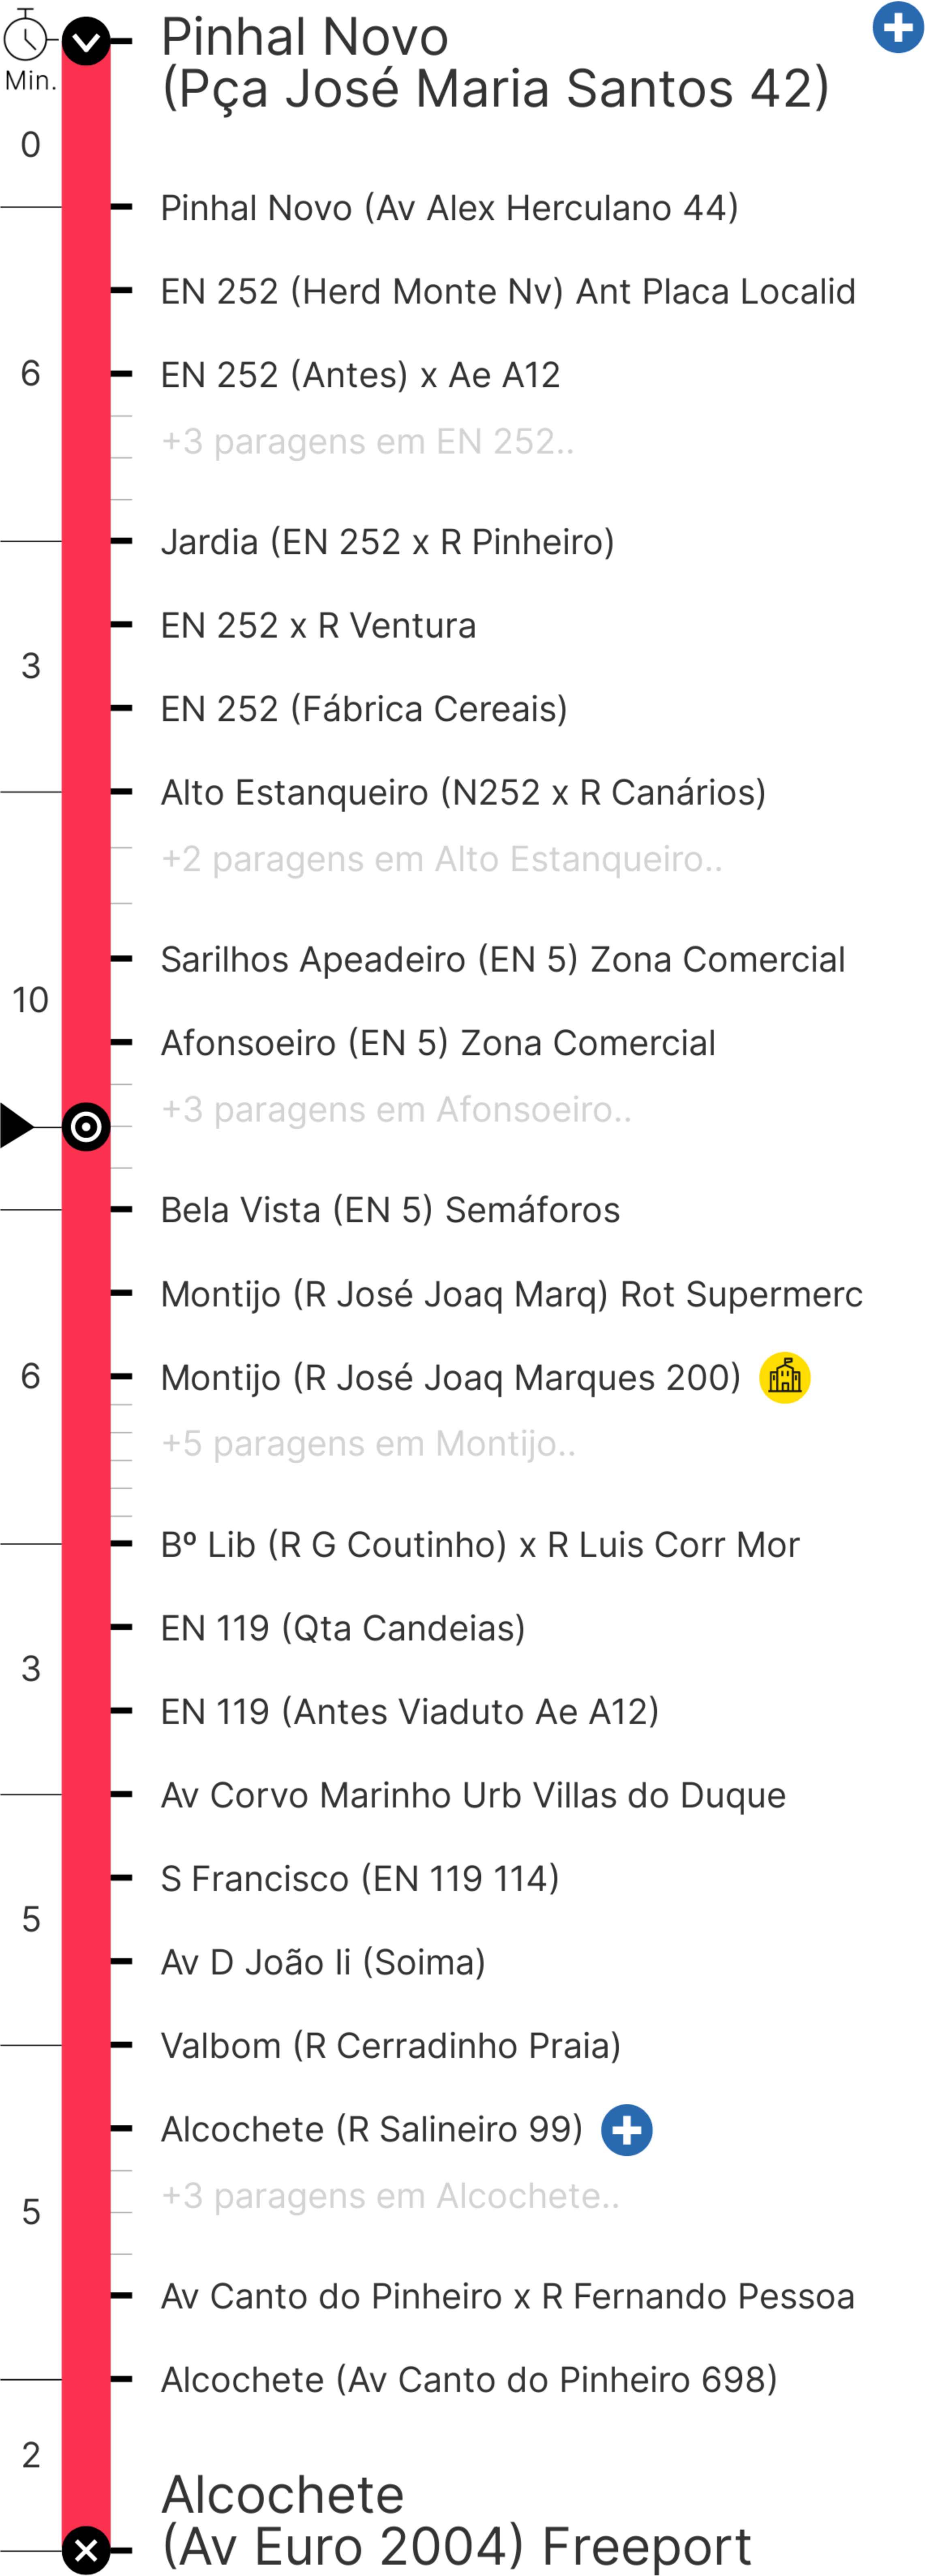 Pinhal Novo
(Pça José Maria Santos 42)
Min.
0
Pinhal Novo (Av Alex Herculano 44)
EN 252 (Herd Monte Nv) Ant Placa Localid
6
EN 252 (Antes) x Ae A12
+3 paragens em EN 252..
Jardia (EN 252 x R Pinheiro)
EN 252 x R Ventura
3
EN 252 (Fábrica Cereais)
Alto Estanqueiro (N252 x R Canários)
+2 paragens em Alto Estanqueiro..
Sarilhos Apeadeiro (EN 5) Zona Comercial
10
Afonsoeiro (EN 5) Zona Comercial
+3 paragens em Afonsoeiro..
Bela Vista (EN 5) Semáforos
Montijo (R José Joaq Marq) Rot Supermerc
6
Montijo (R José Joaq Marques 200)
+5 paragens em Montijo..
Bº Lib (R G Coutinho) x R Luis Corr Mor
EN 119 (Qta Candeias)
3
EN 119 (Antes Viaduto Ae A12)
Av Corvo Marinho Urb Villas do Duque
S Francisco (EN 119 114)
5
Av D João Ii (Soima)
Valbom (R Cerradinho Praia)
Alcochete (R Salineiro 99)
+3 paragens em Alcochete..
5
Av Canto do Pinheiro x R Fernando Pessoa
Alcochete (Av Canto do Pinheiro 698)
2
Alcochete
(Av Euro 2004) Freeport